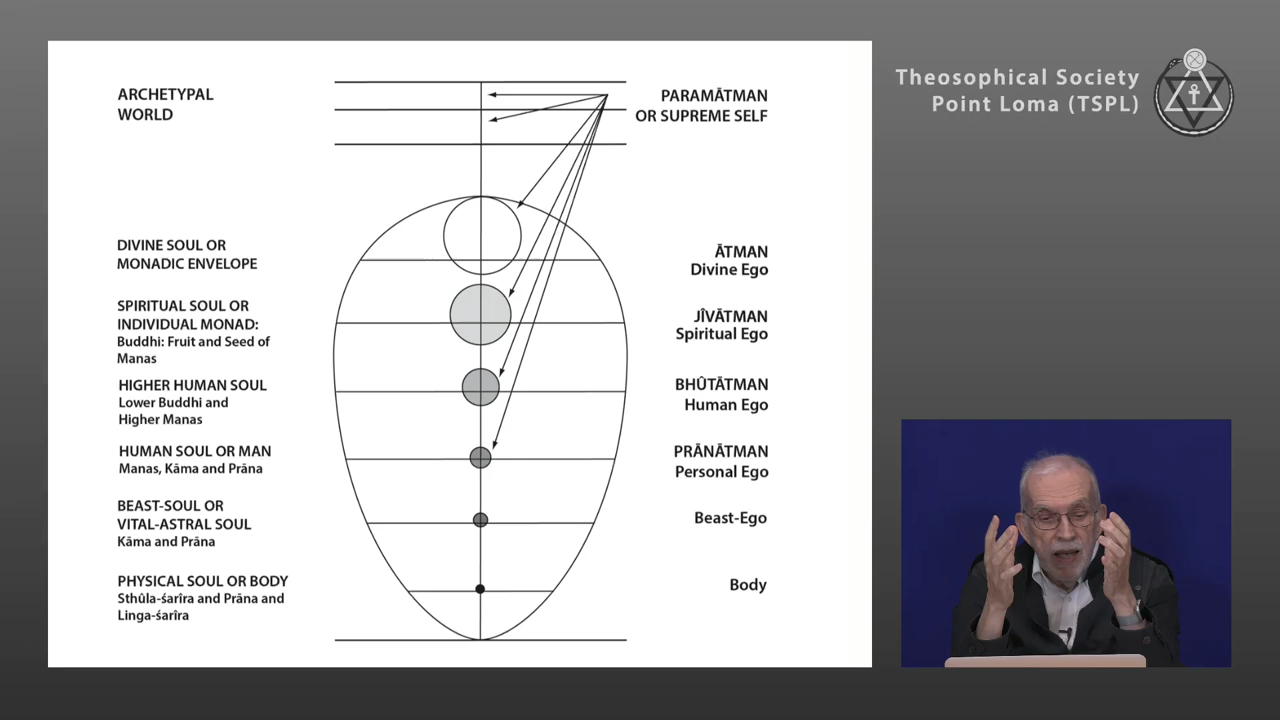 Theosophical Society
Point Loma (TSPL)
ARCHETYPAL
WORLD
PARAMĀTMAN
OR SUPREME SELF
DIVINE SOUL OR
MONADIC ENVELOPE
ĀTMAN
Divine Ego
SPIRITUAL SOUL OR
INDIVIDUAL MONAD:
Buddhi: Fruit and Seed of
Manas
JÎVĀTMAN
Spiritual Ego
HIGHER HUMAN SOUL
Lower Buddhi and
Higher Manas
BHÛTĀTMAN
Human Ego
HUMAN SOUL OR MAN
Manas, Kāma and Prāna
PRĀNĀTMAN
Personal Ego
BEAST-SOUL OR
VITAL-ASTRAL SOUL
Kāma and Prāna
Beast-Ego
PHYSICAL SOUL OR BODY
Sthûla-śarîra and Prāna and
Linga-śarîra
Body